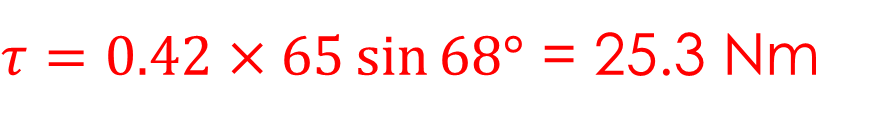 τ = 0.42 × 65 sin 68° = 25.3 Nm